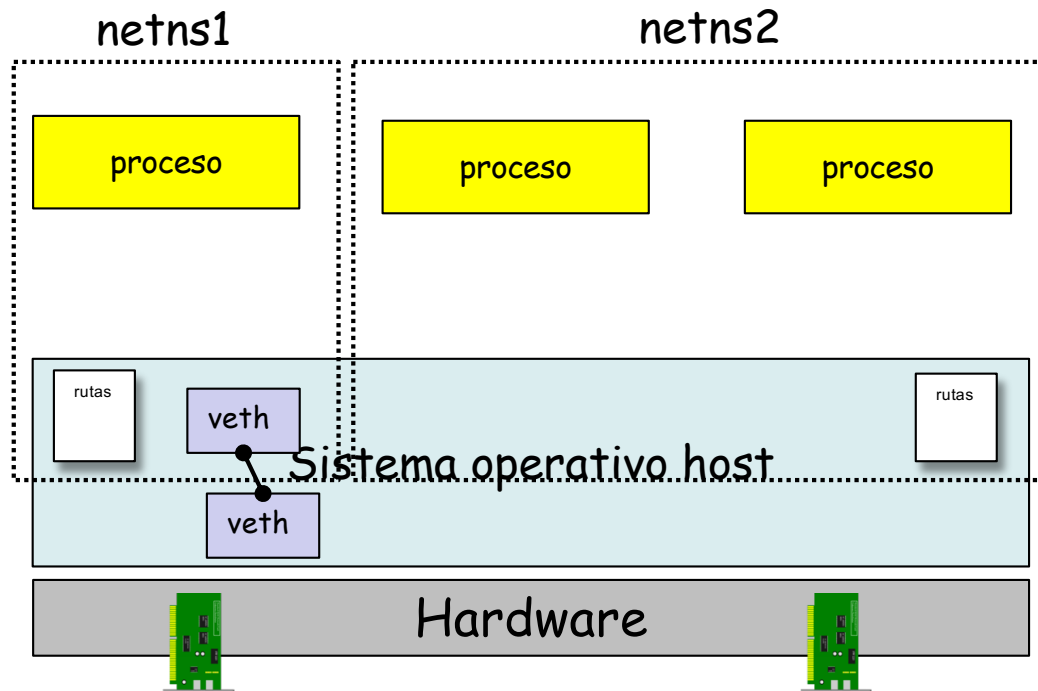 netns1
netns2
proceso
proceso
proceso
rutas
rutas
veth
Sistema operativo host
veth
Hardware